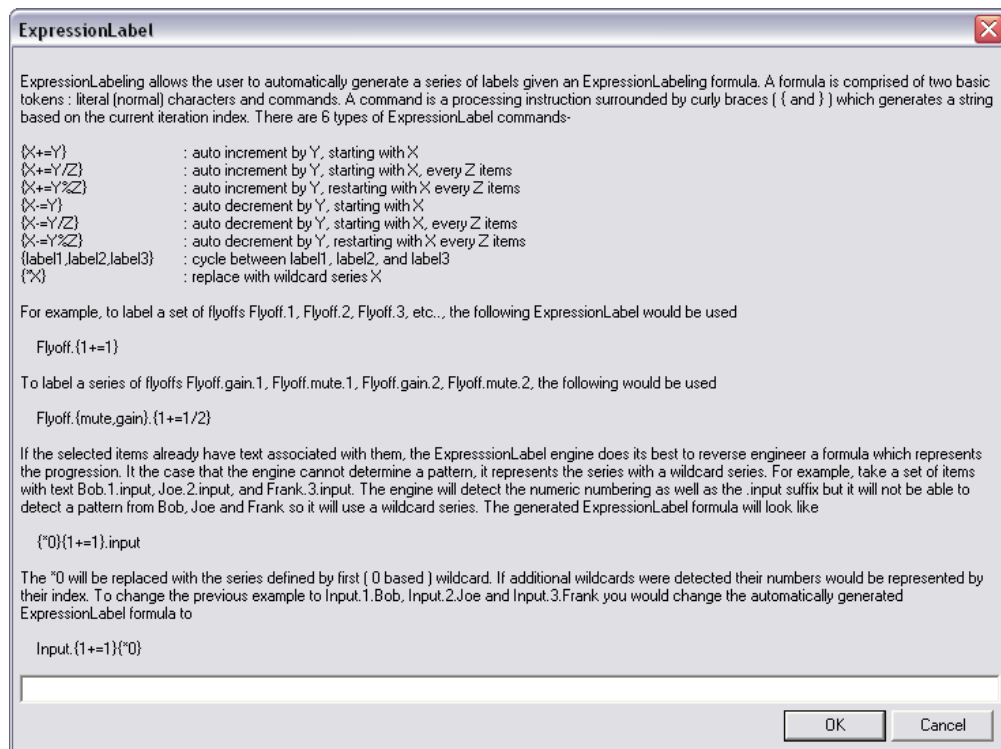 ExpressionLabel
ExpressionLabeling allows the user to automatically generate a series of labels given an ExpressionLabeling formula. A formula is comprised of two basic
tokens : literal (normal) characters and commands. A command is a processing instruction surrounded by curly braces ( { and } ) which generates a string
based on the current iteration index. There are 6 types of ExpressionLabel commands-
{X+=Y} : auto increment by Y, starting with X
{X+=Y/Z} : auto increment by Y, starting with X, every Z items
{X+=Y%Z} : auto increment by Y, restarting with X every Z items
{X-=Y} : auto decrement by Y, starting with X
{X-=Y/Z} : auto decrement by Y, starting with X, every Z items
{X-=Y%Z} : auto decrement by Y, restarting with X every Z items
{label1,label2,label3} : cycle between label1, label2, and label3
{*X} : replace with wildcard series X
For example, to label a set of flyoffs Flyoff.1, Flyoff.2, Flyoff.3, etc.., the following ExpressionLabel would be used
Flyoff.{1+=1}
To label a series of flyoffs Flyoff.gain.1, Flyoff.mute.1, Flyoff.gain.2, Flyoff.mute.2, the following would be used
Flyoff.{mute,gain}.{1+=1/2}
If the selected items already have text associated with them, the ExpresssionLabel engine does its best to reverse engineer a formula which represents
the progression. It the case that the engine cannot determine a pattern, it represents the series with a wildcard series. For example, take a set of items
with text Bob.1.input, Joe.2.input, and Frank.3.input. The engine will detect the numeric numbering as well as the .input suffix but it will not be able to
detect a pattern from Bob, Joe and Frank so it will use a wildcard series. The generated ExpressionLabel formula will look like
{*0}{1+=1}.input
The *0 will be replaced with the series defined by first ( 0 based ) wildcard. If additional wildcards were detected their numbers would be represented by
their index. To change the previous example to Input.1.Bob, Input.2.Joe and Input.3.Frank you would change the automatically generated
ExpressionLabel formula to
Input.{1+=1}{*0}
OK Cancel